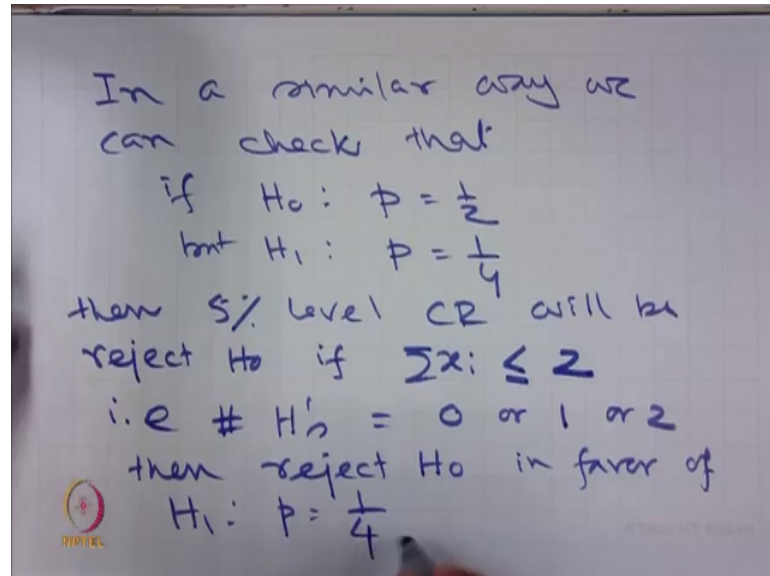 In a similar way we
can check that
if H₀ : p = 1/2
but H₁ : p = 1/4
then 5% level CR will be
reject H₀ if Σxᵢ ≤ 2
i.e # H's = 0 or 1 or 2
then reject H₀ in favor of
H₁ : p = 1/4
NPTEL